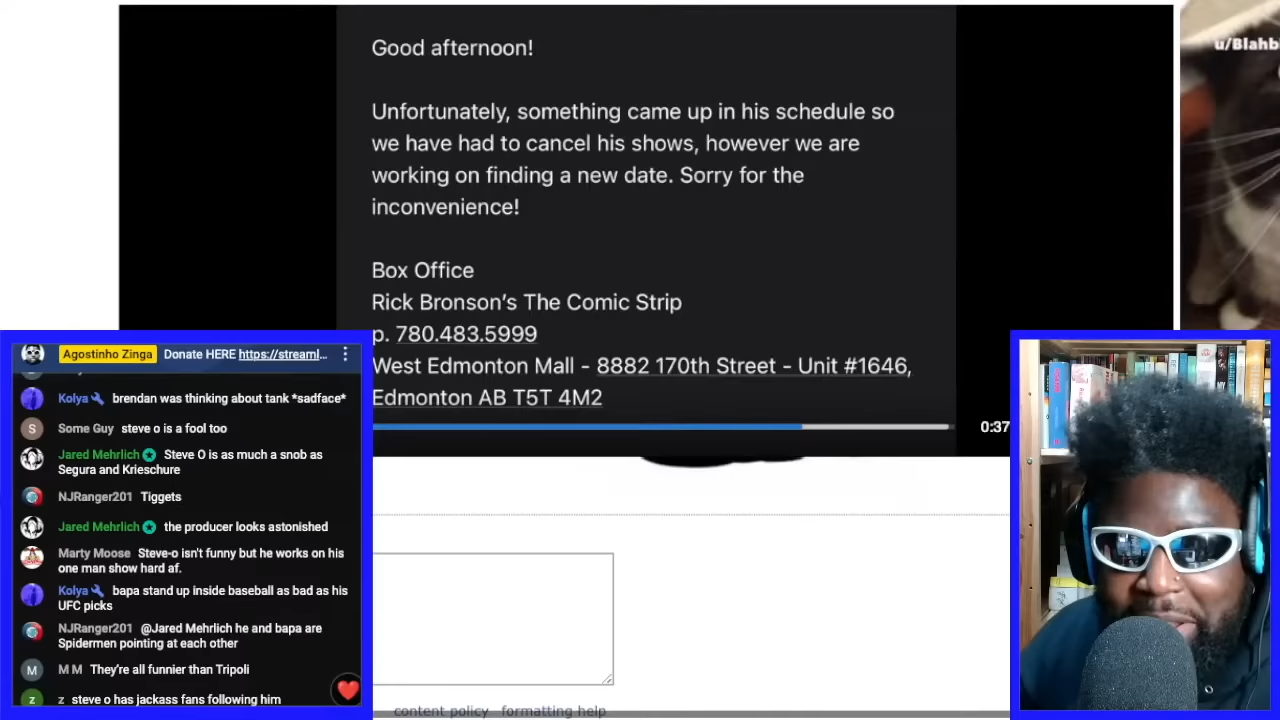 Good afternoon!
Unfortunately, something came up in his schedule so
we have had to cancel his shows, however we are
working on finding a new date. Sorry for the
inconvenience!
Box Office
Rick Bronson's The Comic Strip
p. 780.483.5999
West Edmonton Mall - 8882 170th Street - Unit #1646,
Edmonton AB T5T 4M2
0:37
u/Blahb
Agostinho Zinga Donate HERE https://streaml...
Kolya brendan was thinking about tank *sadface*
S Some Guy steve o is a fool too
Jared Mehrlich Steve O is as much a snob as
Segura and Krieschure
NJRanger201 Tiggets
Jared Mehrlich the producer looks astonished
Marty Moose Steve-o isn't funny but he works on his
one man show hard af.
Kolya bapa stand up inside baseball as bad as his
UFC picks
NJRanger201 @Jared Mehrlich he and bapa are
Spidermen pointing at each other
M M M They're all funnier than Tripoli
z z steve o has jackass fans following him
content policy formatting help